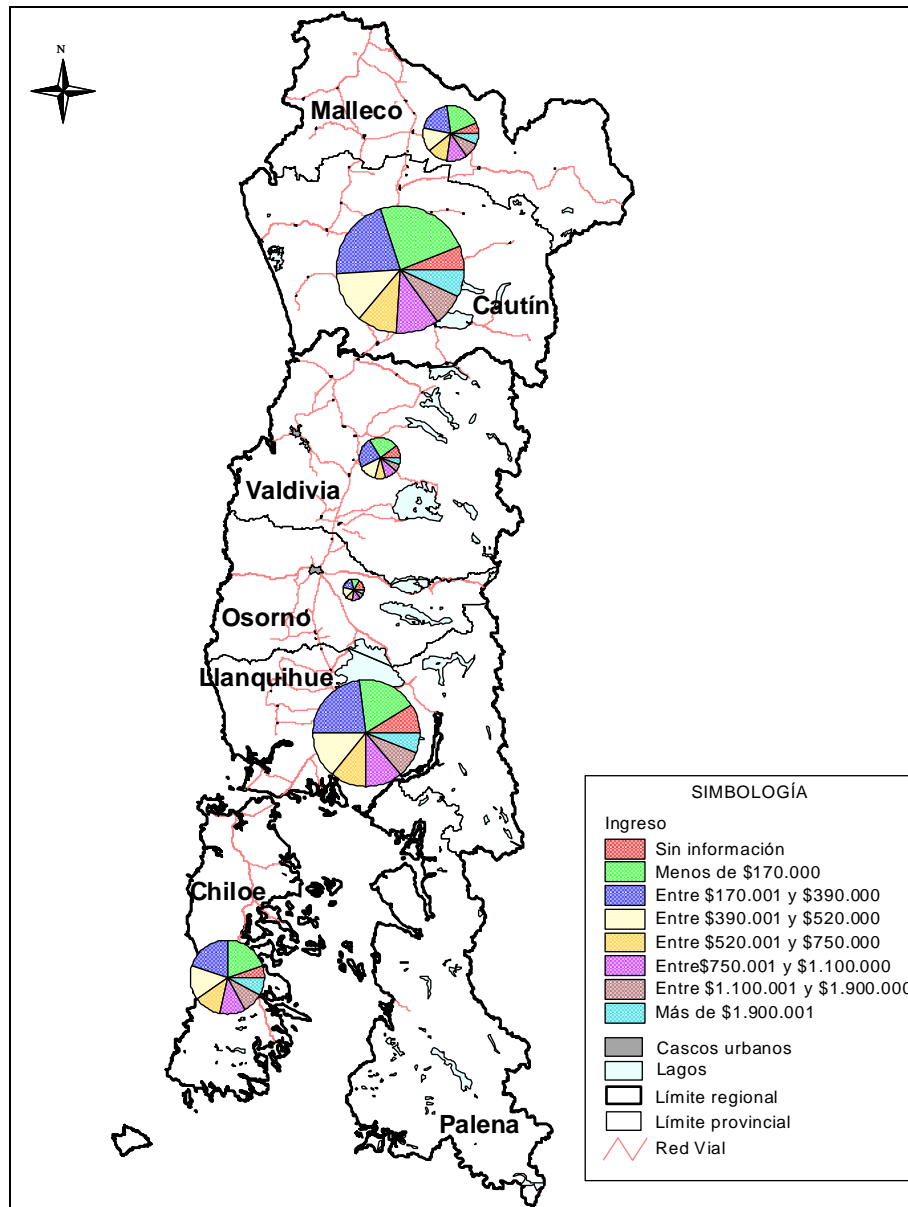 N
Malleco
Cautín
Valdivia
Osorno
Llanquihue
Chiloe
Palena
SIMBOLOGÍA
Ingreso
Sin información
Menos de $170.000
Entre $170.001 y $390.000
Entre $390.001 y $520.000
Entre $520.001 y $750.000
Entre$750.001 y $1.100.000
Entre $1.100.001 y $1.900.000
Más de $1.900.001
Cascos urbanos
Lagos
Límite regional
Límite provincial
Red Vial